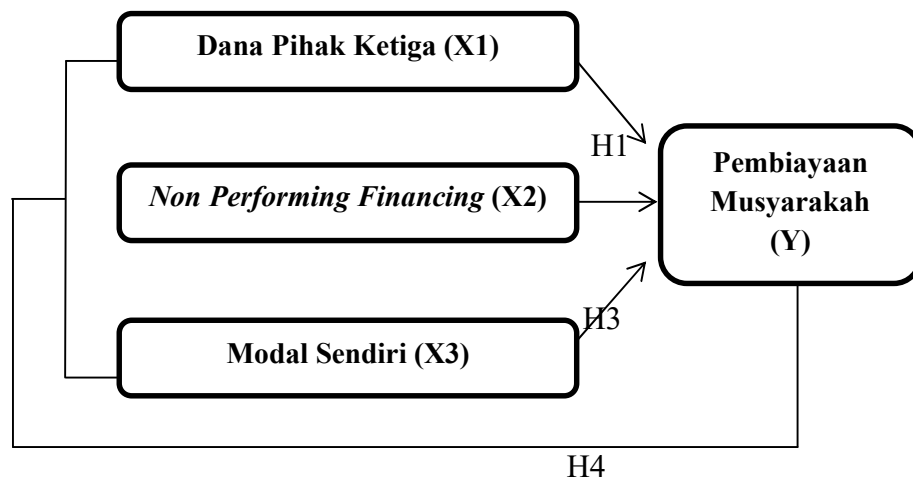 Dana Pihak Ketiga (X1)
H1
Non Performing Financing (X2)
Pembiayaan
Musyarakah
(Y)
H3
Modal Sendiri (X3)
H4